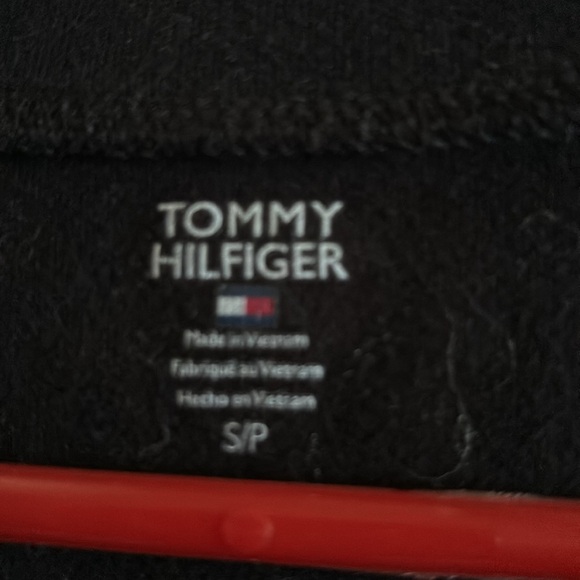 TOMMY
HILFIGER
Made in Vietnam
Fabriqué au Vietnam
Hecho en Vietnam
S/P